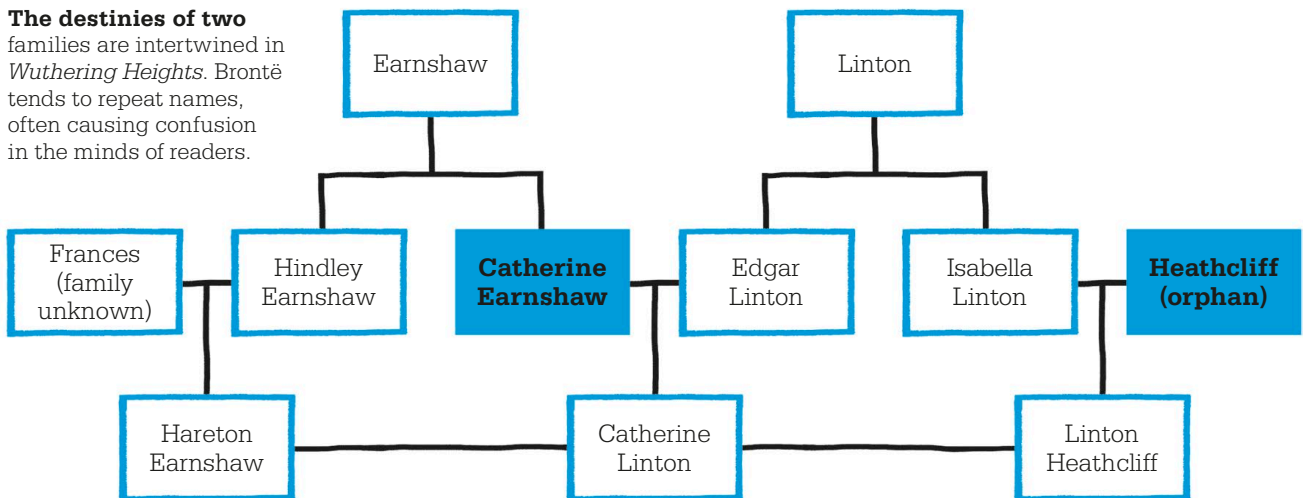 The destinies of two
families are intertwined in
Wuthering Heights. Brontë
tends to repeat names,
often causing confusion
in the minds of readers.
Earnshaw
Linton
Frances
(family
unknown)
Hindley
Earnshaw
Catherine
Earnshaw
Edgar
Linton
Isabella
Linton
Heathcliff
(orphan)
Hareton
Earnshaw
Catherine
Linton
Linton
Heathcliff